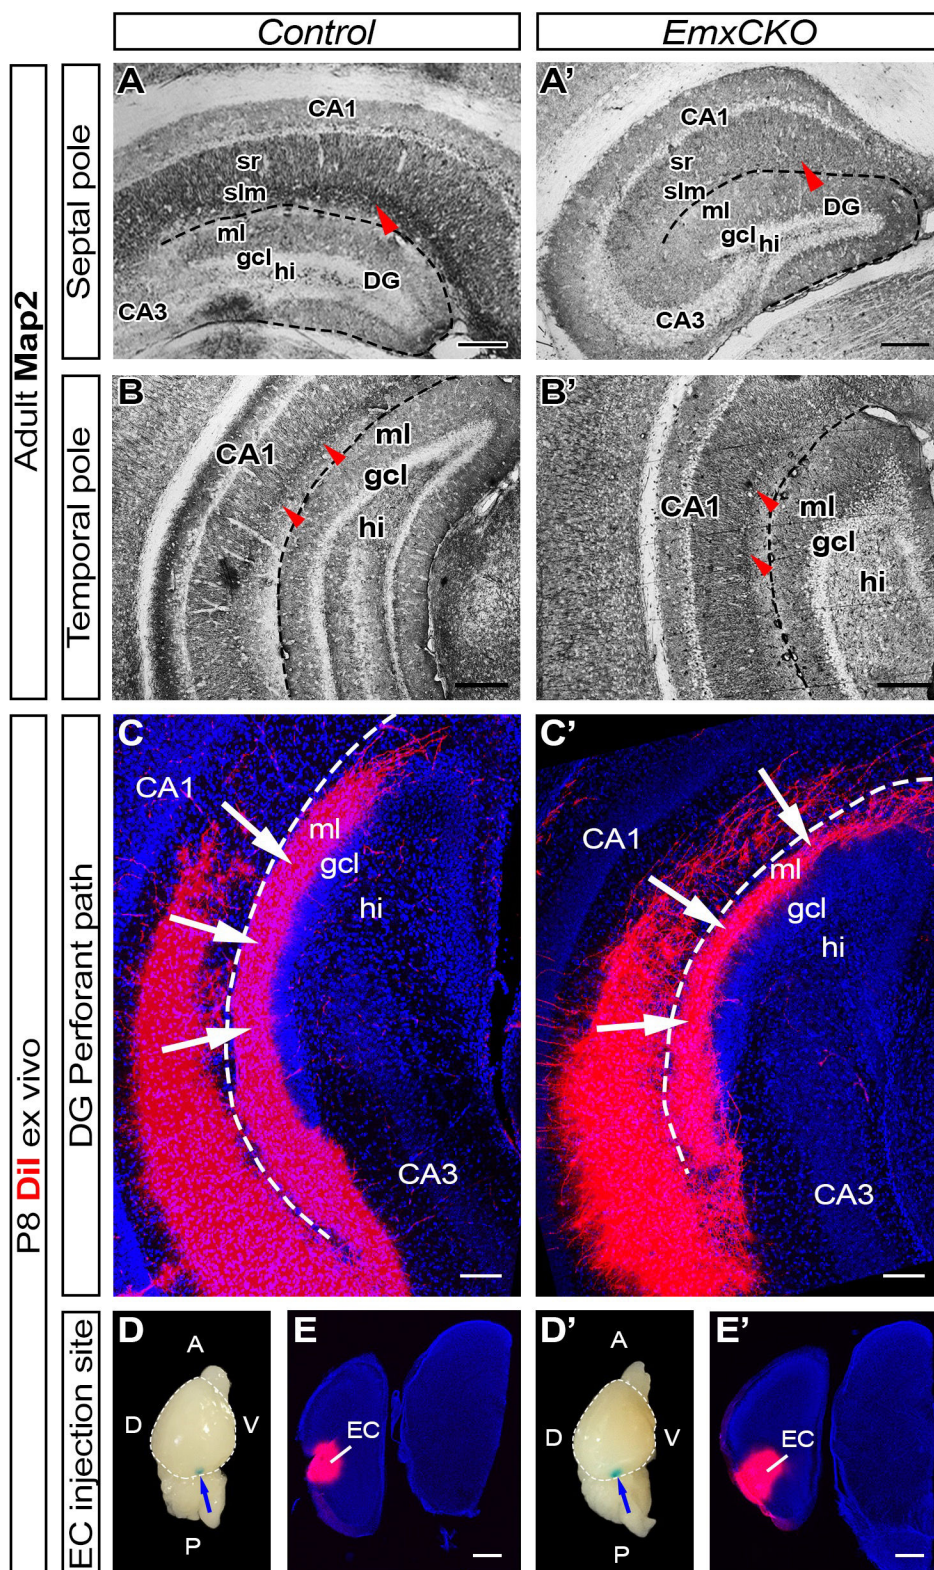 Control
EmxCKO
Adult Map2
Septal pole
A
CA1
sr
slm
ml
gcl
hi
DG
CA3
A'
CA1
sr
slm
ml
DG
gcl
hi
CA3
Temporal pole
B
CA1
ml
gcl
hi
B'
CA1
ml
gcl
hi
P8 DiI ex vivo
DG Perforant path
C
CA1
ml
gcl
hi
CA3
C'
CA1
ml
gcl
hi
CA3
EC injection site
D
A
D
V
P
E
EC
D'
A
D
V
P
E'
EC